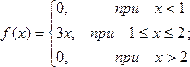 f(x) = { 0, при x < 1
3x, при 1 ≤ x ≤ 2;
0, при x > 2